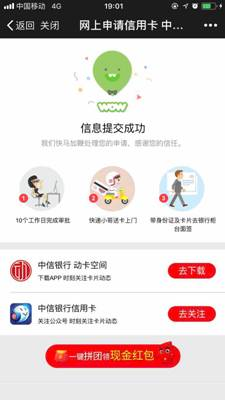 中国移动 4G 19:01
返回 关闭 网上申请信用卡 中...
WOW
信息提交成功
我们快马加鞭处理您的申请，感谢您的信任。
10个工作日完成审批
快递小哥送卡上门
带身份证及卡片去银行柜
台面签
中信银行 动卡空间
下载APP 时刻关注卡片动态
去下载
中信银行信用卡
关注公众号 时刻关注卡片动态
去关注
一键拼团领现金红包